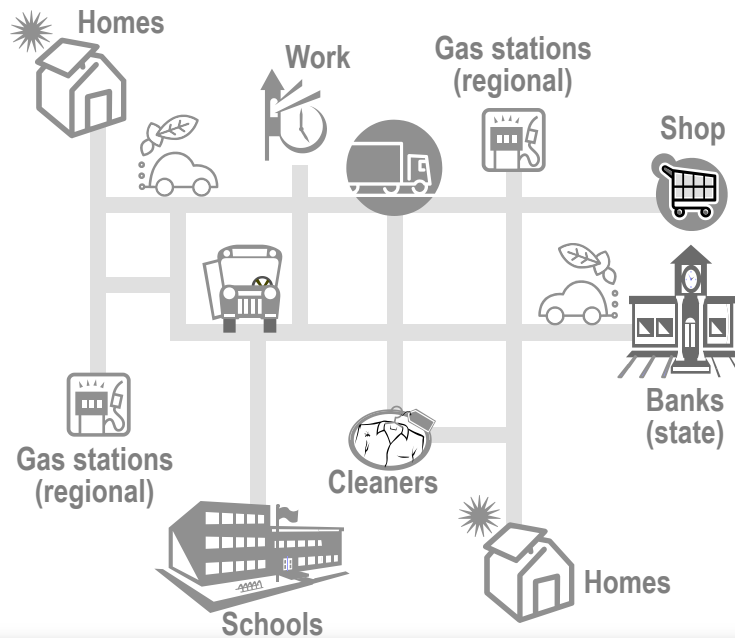 Homes
Work
Gas stations
(regional)
Shop
Banks
(state)
Gas stations
(regional)
Cleaners
Homes
Schools